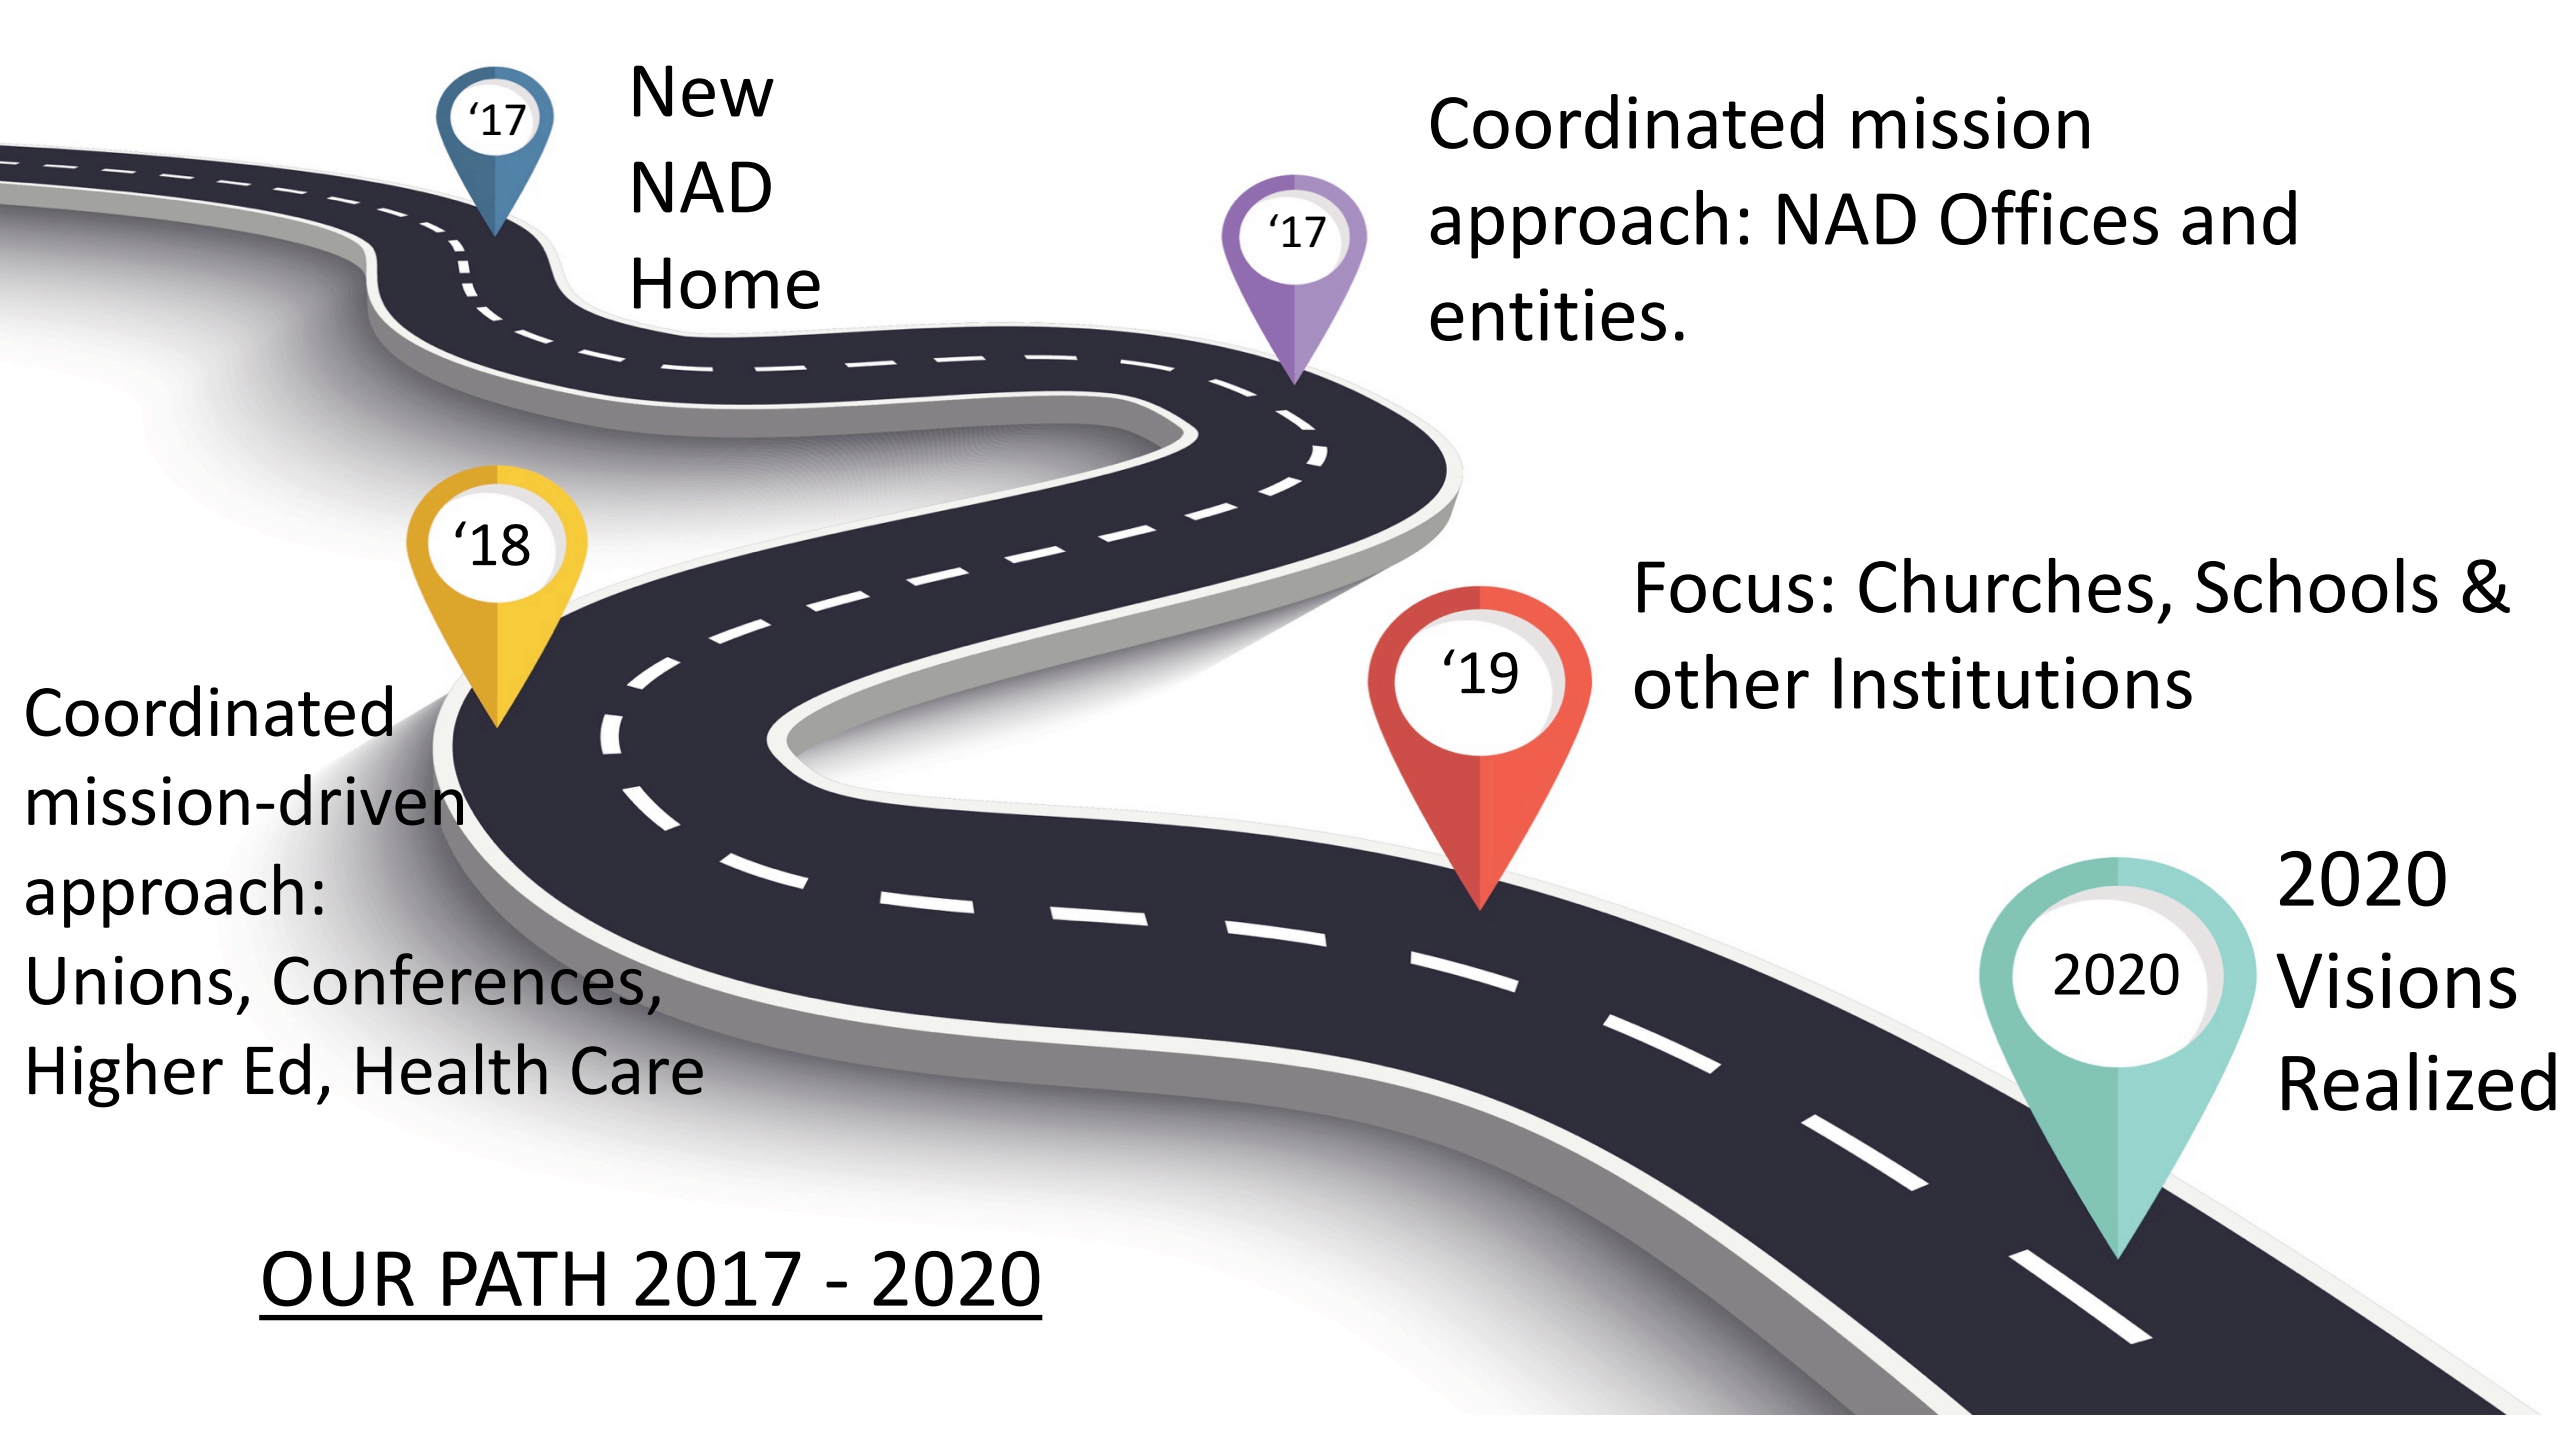 ‘17
New
NAD
Home
‘17
Coordinated mission
approach: NAD Offices and
entities.
‘18
Coordinated
mission-driven
approach:
Unions, Conferences,
Higher Ed, Health Care
‘19
Focus: Churches, Schools &
other Institutions
2020
2020
Visions
Realized
OUR PATH 2017 - 2020